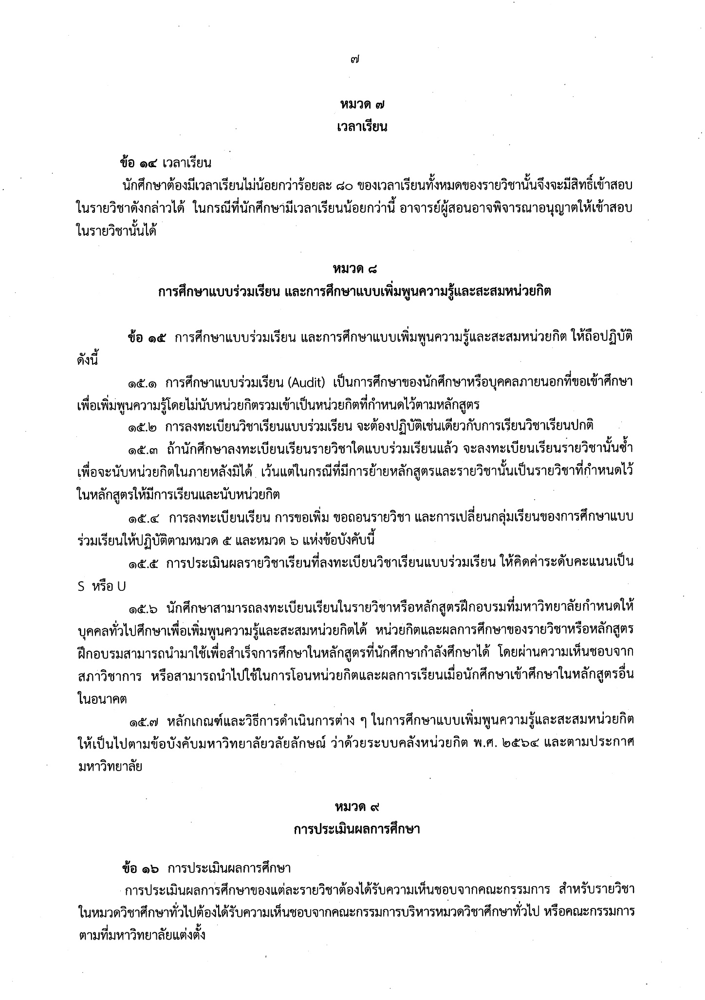 ๗
หมวด ๗
เวลาเรียน
ข้อ ๑๔ เวลาเรียน
นักศึกษาต้องมีเวลาเรียนไม่น้อยกว่าร้อยละ ๘๐ ของเวลาเรียนทั้งหมดของรายวิชานั้นจึงจะมีสิทธิ์เข้าสอบ
ในรายวิชาดังกล่าวได้ ในกรณีที่นักศึกษามีเวลาเรียนน้อยกว่านี้ อาจารย์ผู้สอนอาจพิจารณาอนุญาตให้เข้าสอบ
ในรายวิชานั้นได้
หมวด ๘
การศึกษาแบบร่วมเรียน และการศึกษาแบบเพิ่มพูนความรู้และสะสมหน่วยกิต
ข้อ ๑๕ การศึกษาแบบร่วมเรียน และการศึกษาแบบเพิ่มพูนความรู้และสะสมหน่วยกิต ให้ถือปฏิบัติ
ดังนี้
๑๕.๑ การศึกษาแบบร่วมเรียน (Audit) เป็นการศึกษาของนักศึกษาหรือบุคคลภายนอกที่ขอเข้าศึกษา
เพื่อเพิ่มพูนความรู้โดยไม่นับหน่วยกิตรวมเข้าเป็นหน่วยกิตที่กำหนดไว้ตามหลักสูตร
๑๕.๒ การลงทะเบียนวิชาเรียนแบบร่วมเรียน จะต้องปฏิบัติเช่นเดียวกับการเรียนวิชาเรียนปกติ
๑๕.๓ ถ้านักศึกษาลงทะเบียนเรียนรายวิชาใดแบบร่วมเรียนแล้ว จะลงทะเบียนเรียนรายวิชานั้นซ้ำ
เพื่อจะนับหน่วยกิตในภายหลังมิได้ เว้นแต่ในกรณีที่มีการย้ายหลักสูตรและรายวิชานั้นเป็นรายวิชาที่กำหนดไว้
ในหลักสูตรให้มีการเรียนและนับหน่วยกิต
๑๕.๔ การลงทะเบียนเรียน การขอเพิ่ม ขอถอนรายวิชา และการเปลี่ยนกลุ่มเรียนของการศึกษาแบบ
ร่วมเรียนให้ปฏิบัติตามหมวด ๕ และหมวด ๖ แห่งข้อบังคับนี้
๑๕.๕ การประเมินผลรายวิชาเรียนที่ลงทะเบียนวิชาเรียนแบบร่วมเรียน ให้คิดค่าระดับคะแนนเป็น
S หรือ U
๑๕.๖ นักศึกษาสามารถลงทะเบียนเรียนในรายวิชาหรือหลักสูตรฝึกอบรมที่มหาวิทยาลัยกำหนดให้
บุคคลทั่วไปศึกษาเพื่อเพิ่มพูนความรู้และสะสมหน่วยกิตได้ หน่วยกิตและผลการศึกษาของรายวิชาหรือหลักสูตร
ฝึกอบรมสามารถนำมาใช้เพื่อสำเร็จการศึกษาในหลักสูตรที่นักศึกษากำลังศึกษาได้ โดยผ่านความเห็นชอบจาก
สภาวิชาการ หรือสามารถนำไปใช้ในการโอนหน่วยกิตและผลการเรียนเมื่อนักศึกษาเข้าศึกษาในหลักสูตรอื่น
ในอนาคต
๑๕.๗ หลักเกณฑ์และวิธีการดำเนินการต่าง ๆ ในการศึกษาแบบเพิ่มพูนความรู้และสะสมหน่วยกิต
ให้เป็นไปตามข้อบังคับมหาวิทยาลัยวลัยลักษณ์ ว่าด้วยระบบคลังหน่วยกิต พ.ศ. ๒๕๖๔ และตามประกาศ
มหาวิทยาลัย
หมวด ๙
การประเมินผลการศึกษา
ข้อ ๑๖ การประเมินผลการศึกษา
การประเมินผลการศึกษาของแต่ละรายวิชาต้องได้รับความเห็นชอบจากคณะกรรมการ สำหรับรายวิชา
ในหมวดวิชาศึกษาทั่วไปต้องได้รับความเห็นชอบจากคณะกรรมการบริหารหมวดวิชาศึกษาทั่วไป หรือคณะกรรมการ
ตามที่มหาวิทยาลัยแต่งตั้ง